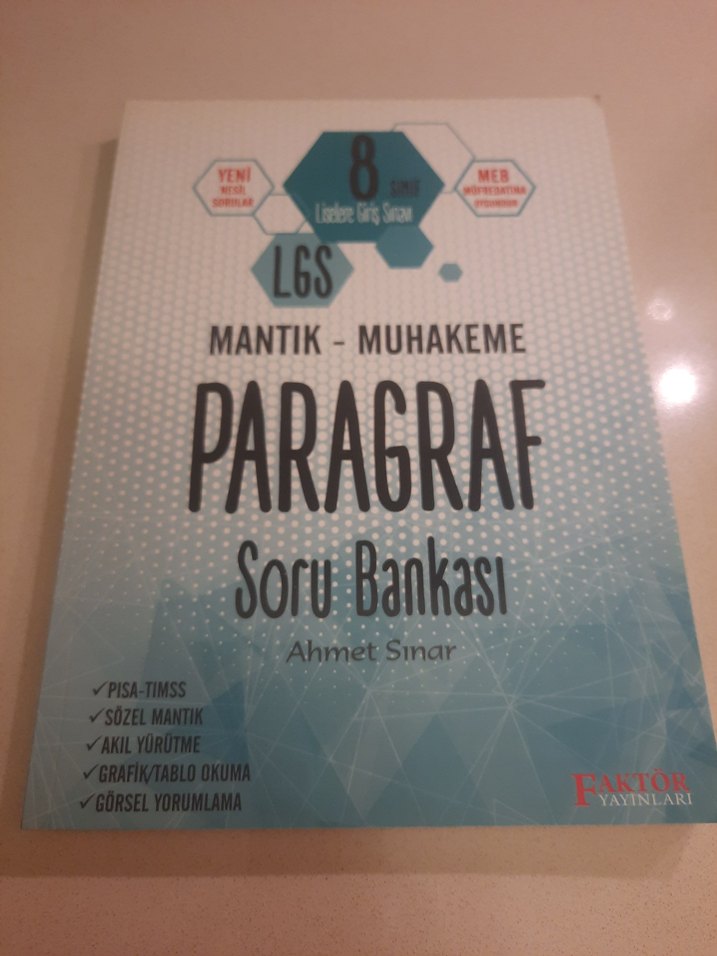 YENİ
NESİL
SORULAR
8 SINIF
Liselere Giriş Sınavı
MEB
MÜFREDATINA
UYGUNDUR
LGS
MANTIK - MUHAKEME
PARAGRAF
Soru Bankası
Ahmet Sınar
✓PISA-TIMSS
✓SÖZEL MANTIK
✓AKIL YÜRÜTME
✓GRAFİK/TABLO OKUMA
✓GÖRSEL YORUMLAMA
FAKTÖR
YAYINLARI